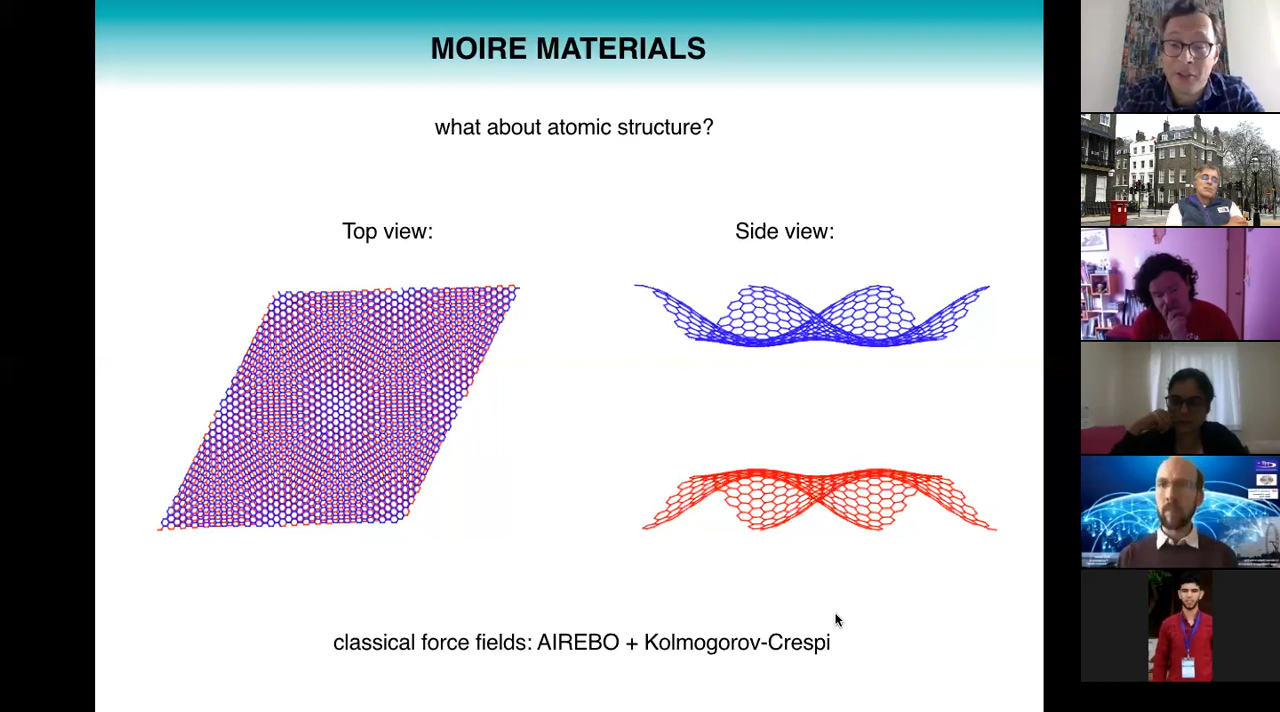 MOIRE MATERIALS
what about atomic structure?
Top view:
Side view:
classical force fields: AIREBO + Kolmogorov-Crespi